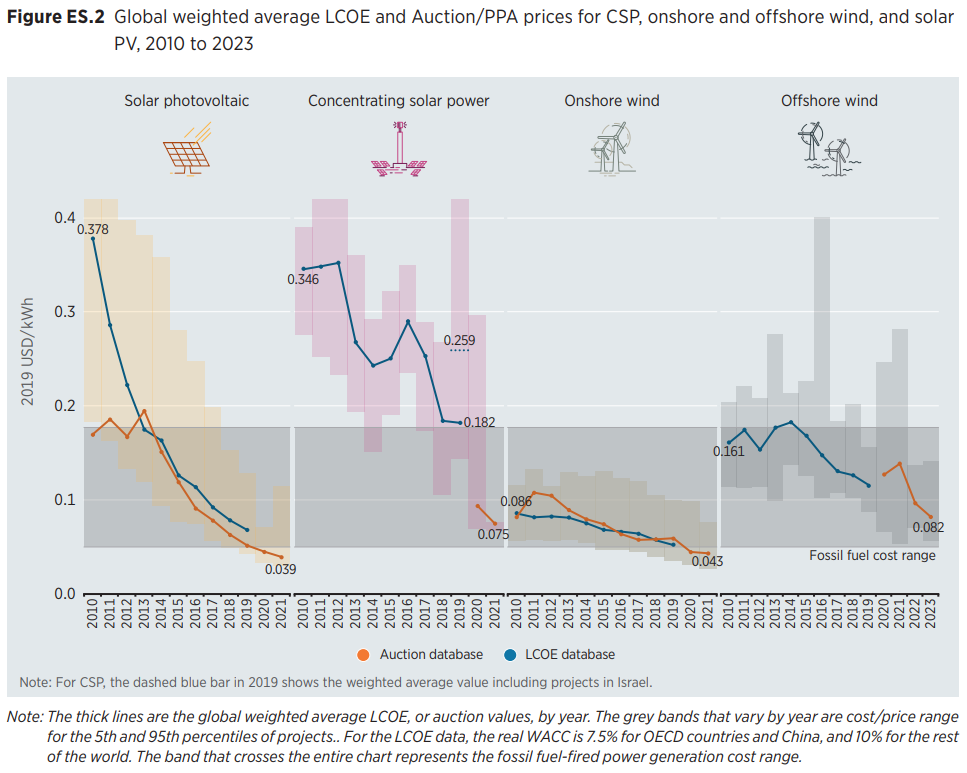 Figure ES.2 Global weighted average LCOE and Auction/PPA prices for CSP, onshore and offshore wind, and solar
PV, 2010 to 2023
Solar photovoltaic
Concentrating solar power
Onshore wind
Offshore wind
2019 USD/kWh
0.4
0.3
0.2
0.1
0.0
0.378
0.039
0.346
0.259
0.182
0.075
0.086
0.043
0.161
0.082
Fossil fuel cost range
2010 2011 2012 2013 2014 2015 2016 2017 2018 2019 2020 2021
2010 2011 2012 2013 2014 2015 2016 2017 2018 2019 2020 2021
2010 2011 2012 2013 2014 2015 2016 2017 2018 2019 2020 2021
2010 2011 2012 2013 2014 2015 2016 2017 2018 2019 2020 2021 2022 2023
Auction database
LCOE database
Note: For CSP, the dashed blue bar in 2019 shows the weighted average value including projects in Israel.
Note: The thick lines are the global weighted average LCOE, or auction values, by year. The grey bands that vary by year are cost/price range
for the 5th and 95th percentiles of projects.. For the LCOE data, the real WACC is 7.5% for OECD countries and China, and 10% for the rest
of the world. The band that crosses the entire chart represents the fossil fuel-fired power generation cost range.